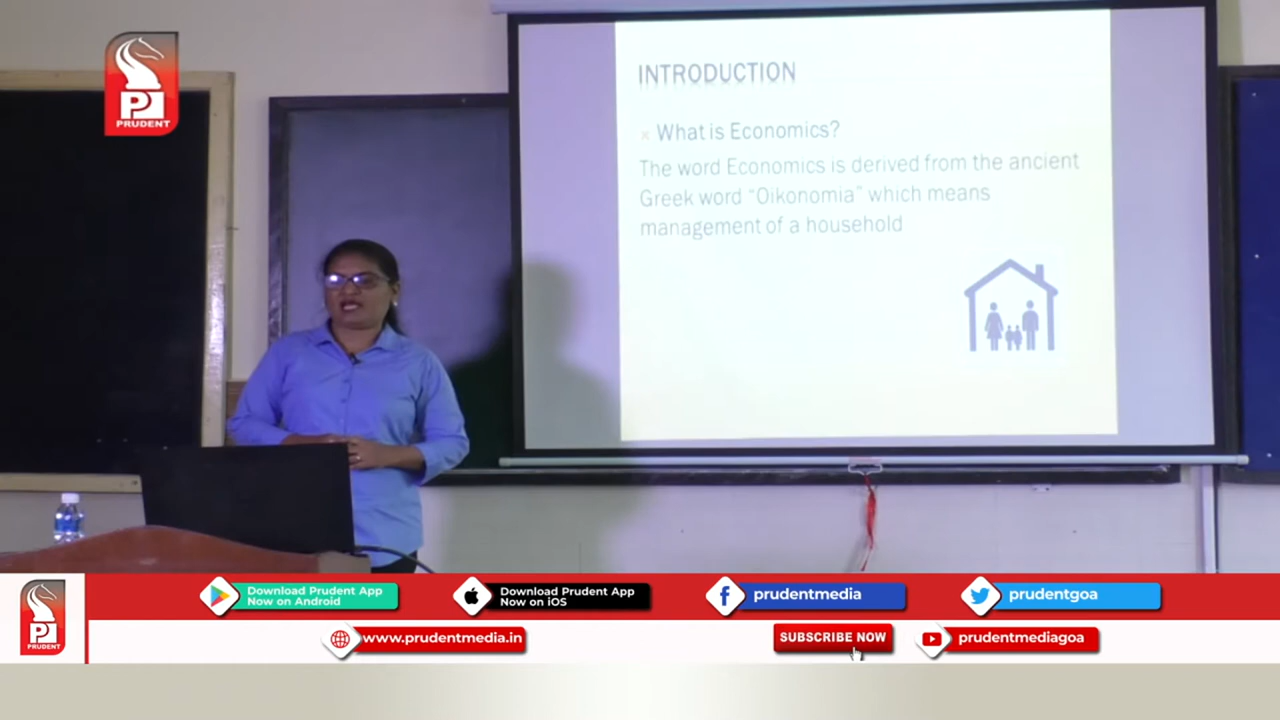 PRUDENT
INTRODUCTION
What is Economics?
The word Economics is derived from the ancient
Greek word “Oikonomia” which means
management of a household
PRUDENT
Download Prudent App
Now on Android
Download Prudent App
Now on iOS
prudentmedia
prudentgoa
www.prudentmedia.in
SUBSCRIBE NOW
prudentmediagoa